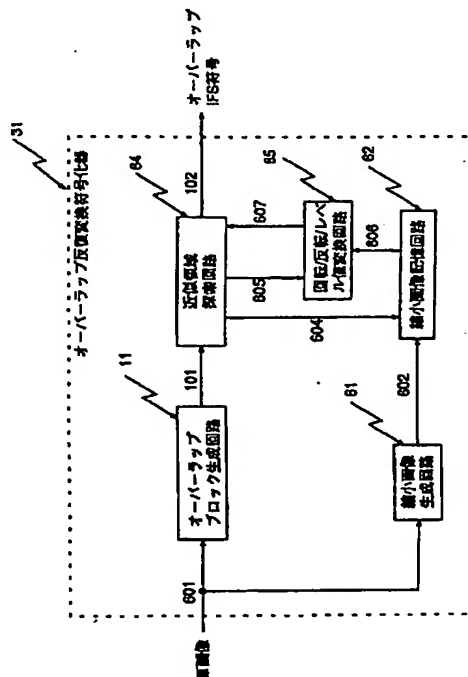 31
オーバーラップ反復変換符号化器
原画像
601
11
オーバーラップ
ブロック生成回路
101
64
近似領域
探索回路
102
オーバーラップ
IFS符号
605
607
65
回転/反転/レベ
ル値変換回路
604
606
62
縮小画像記憶回路
61
縮小画像
生成回路
602